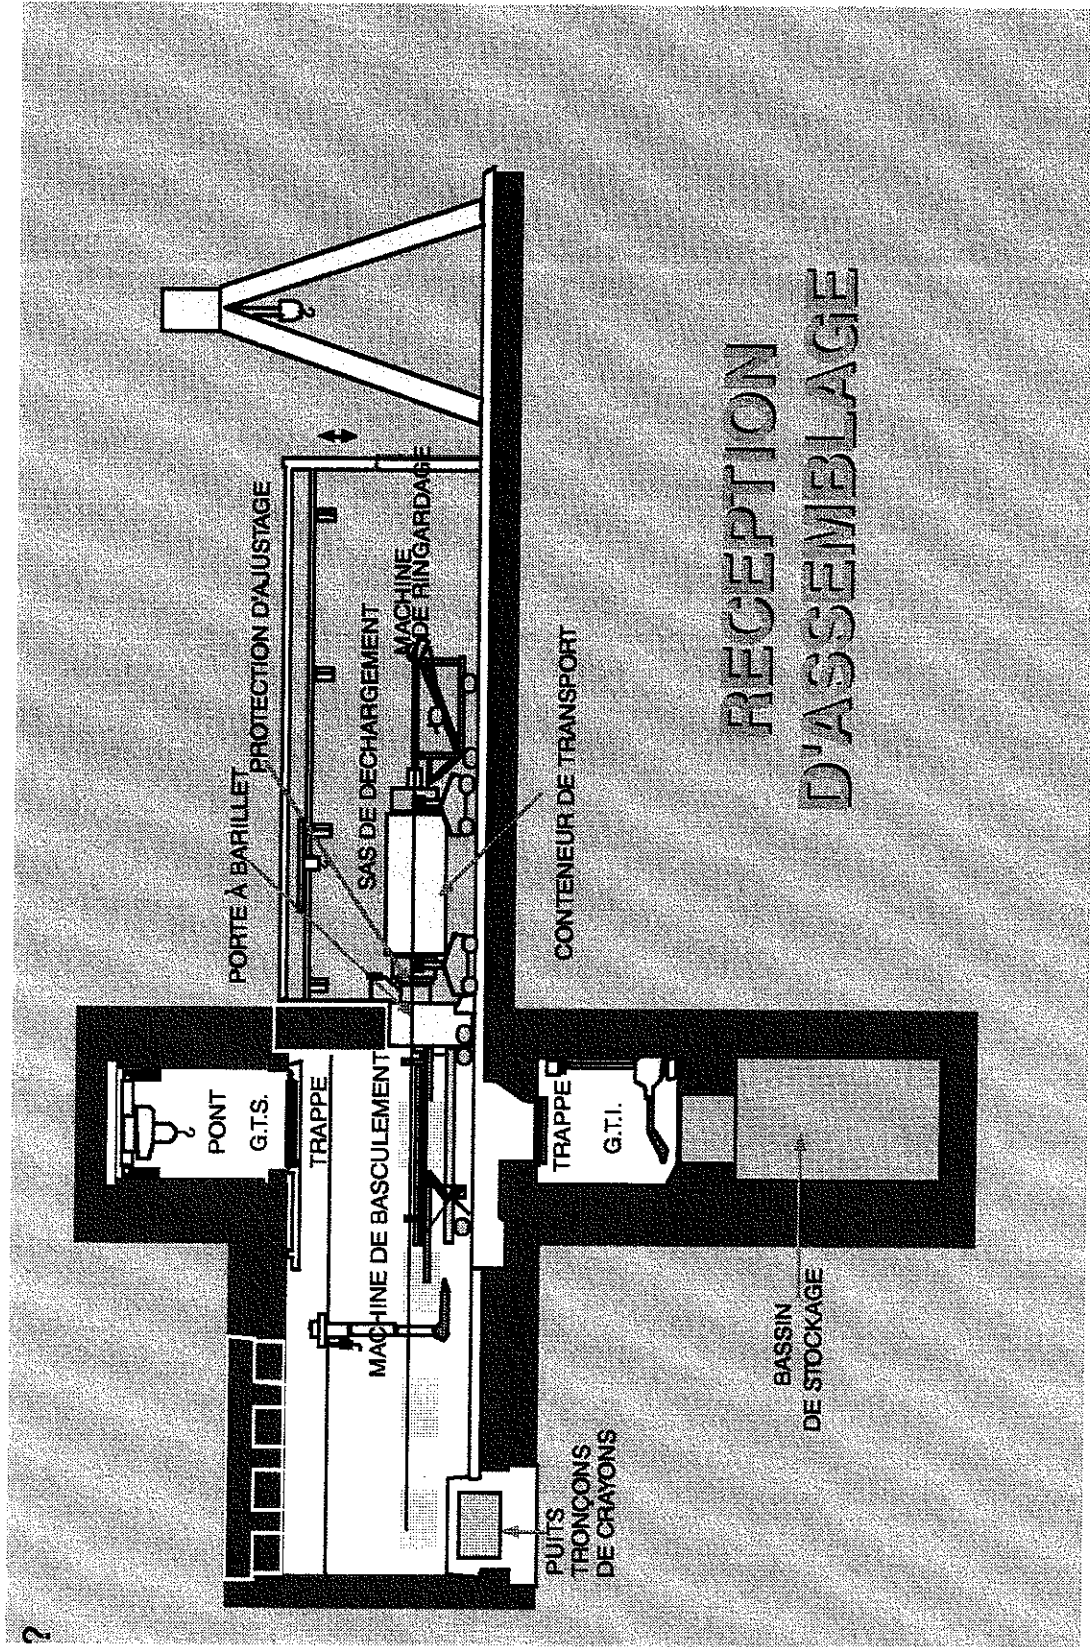 ?
PORTE À BARILLET
PROTECTION D'AJUSTAGE
PONT
G.T.S.
TRAPPE
SAS DE DECHARGEMENT
MACHINE
DE RINGARDAGE
MACHINE DE BASCULEMENT
CONTENEUR DE TRANSPORT
PUITS
TRONÇONS
DE CRAYONS
TRAPPE
G.T.I.
BASSIN
DE STOCKAGE
RECEPTION
D'ASSEMBLAGE